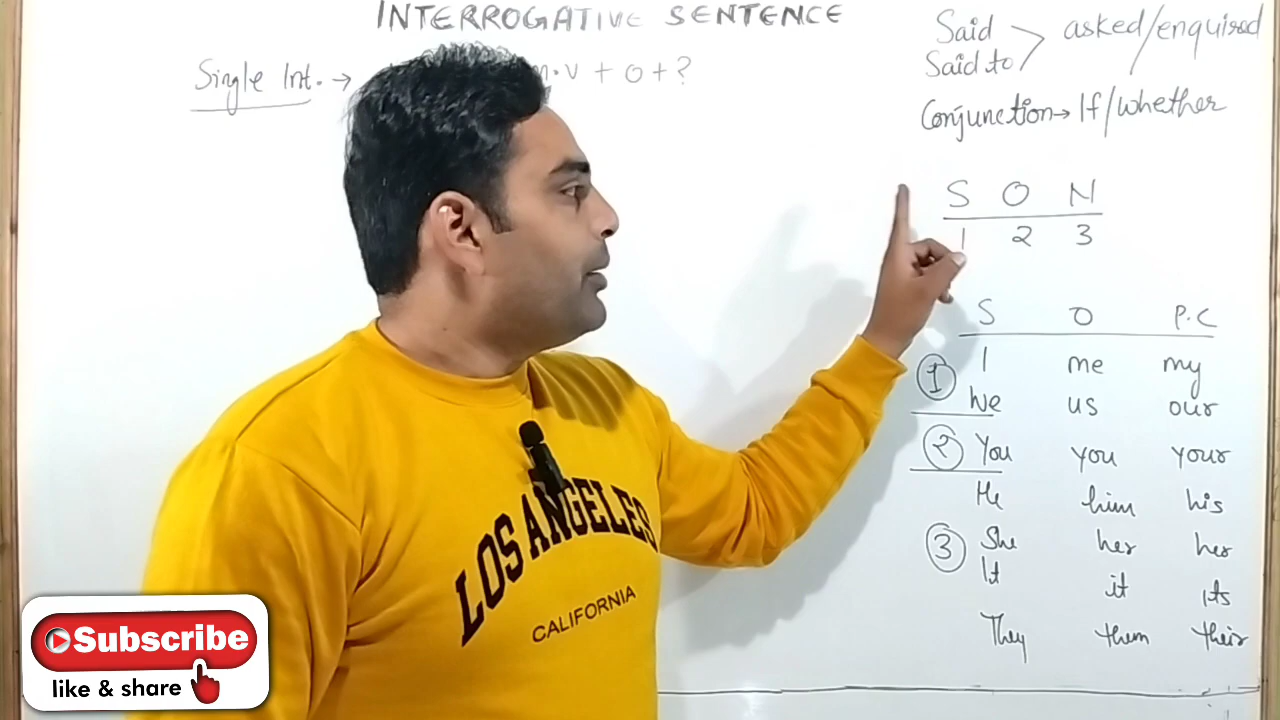 INTERROGATIVE SENTENCE
Single Int. → .v + o + ?
Said
Said to > asked/enquired
Conjunction → If/whether
S O N
1 2 3
S O P.C
① I me my
We us our
② You you your
He him his
③ She her her
It it its
They them their
LOS ANGELES
CALIFORNIA
Subscribe
like & share